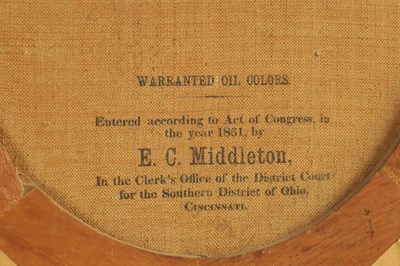 WARRANTED OIL COLORS.
Entered according to Act of Congress, in
the year 1861, by
E. C. Middleton,
In the Clerk's Office of the District Court
for the Southern District of Ohio,
CINCINNATI.